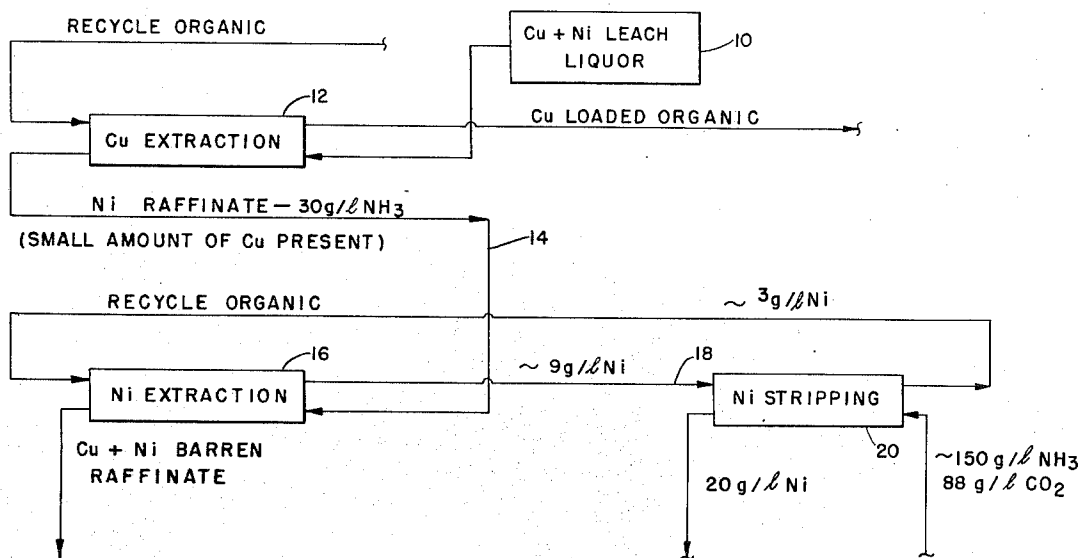 RECYCLE ORGANIC
Cu + Ni LEACH
LIQUOR
10
12
Cu EXTRACTION
Cu LOADED ORGANIC
Ni RAFFINATE — 30g/ℓ NH₃
(SMALL AMOUNT OF Cu PRESENT)
14
RECYCLE ORGANIC
~ 3g/ℓ Ni
16
Ni EXTRACTION
~ 9g/ℓ Ni
18
Ni STRIPPING
20
Cu + Ni BARREN
RAFFINATE
20 g/ℓ Ni
~150 g/ℓ NH₃
88 g/ℓ CO₂